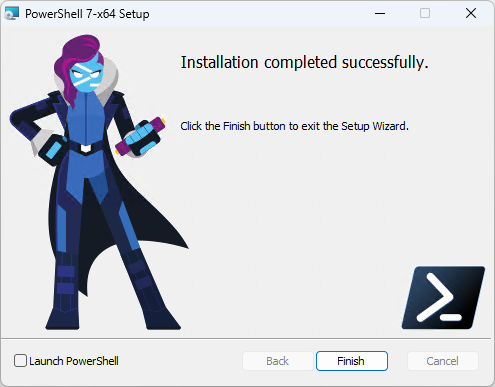 PowerShell 7-x64 Setup
Installation completed successfully.
Click the Finish button to exit the Setup Wizard.
Launch PowerShell
Back
Finish
Cancel